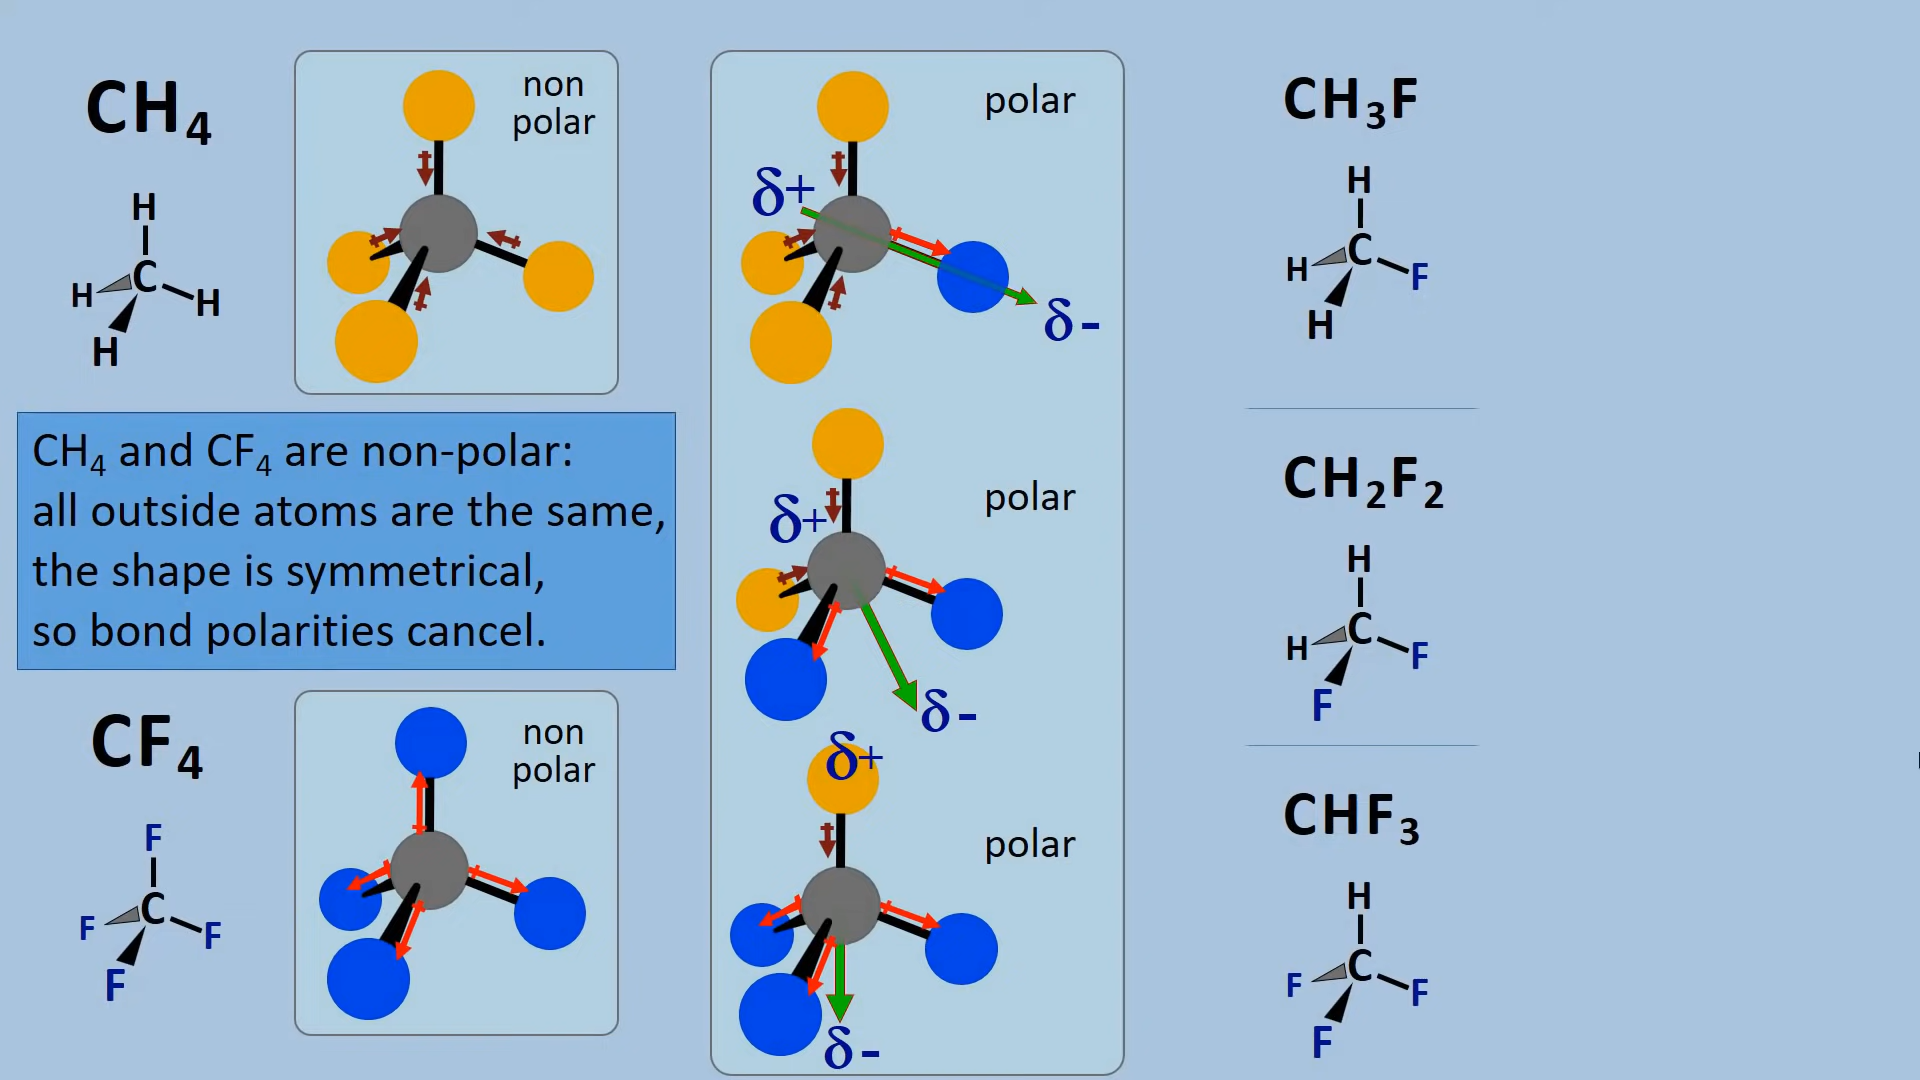 CH₄
non
polar
H
C
H
H
H
CH₄ and CF₄ are non-polar:
all outside atoms are the same,
the shape is symmetrical,
so bond polarities cancel.
CF₄
non
polar
F
C
F
F
F
polar
δ+
δ-
polar
δ+
δ-
polar
δ+
δ-
CH₃F
H
C
H
F
H
CH₂F₂
H
C
H
F
F
CHF₃
H
C
F
F
F